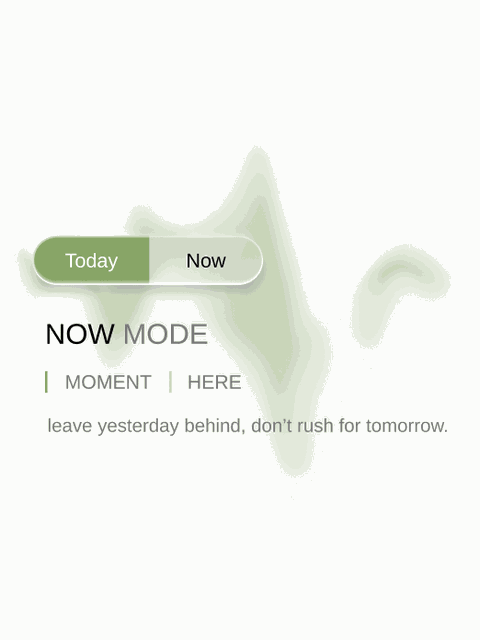 Today Now
NOW MODE
MOMENT HERE
leave yesterday behind, don’t rush for tomorrow.